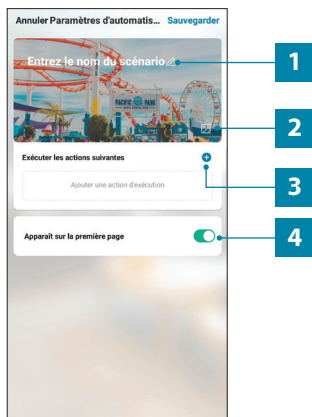 Annuler Paramètres d'automatis... Sauvegarder
Entrez le nom du scénario
1
PACIFIC PARK
2
Exécuter les actions suivantes
3
Ajouter une action d'exécution
Apparaît sur la première page
4